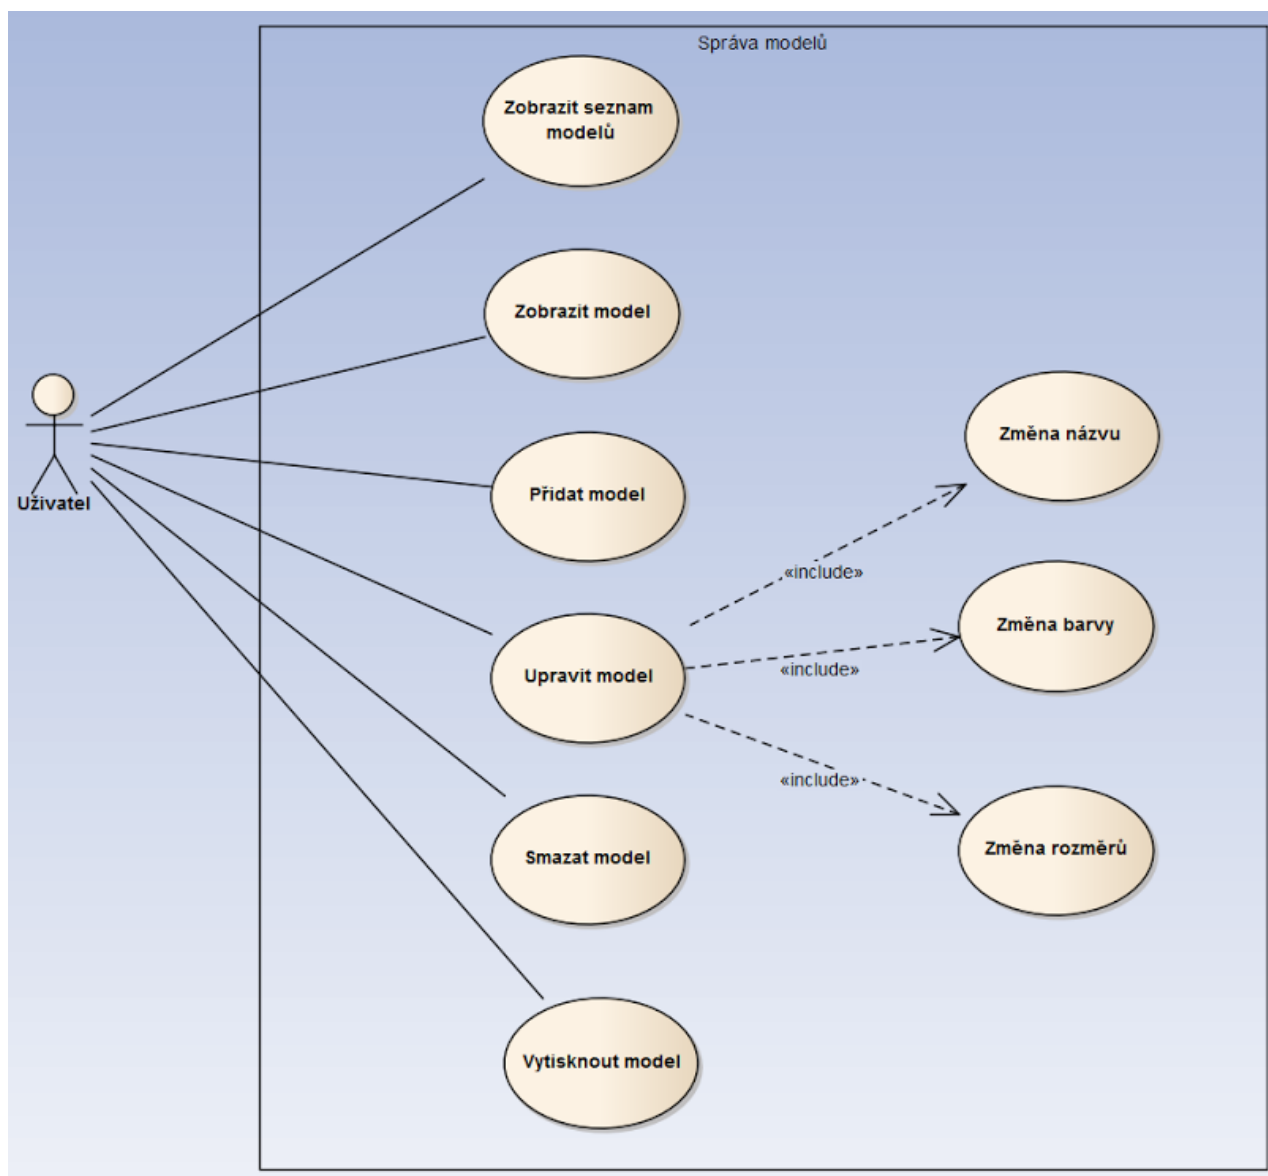 Správa modelů
Zobrazit seznam
modelů
Zobrazit model
Přidat model
Upravit model
Smazat model
Vytisknout model
Uživatel
Změna názvu
Změna barvy
Změna rozměrů
«include»
«include»
«include»